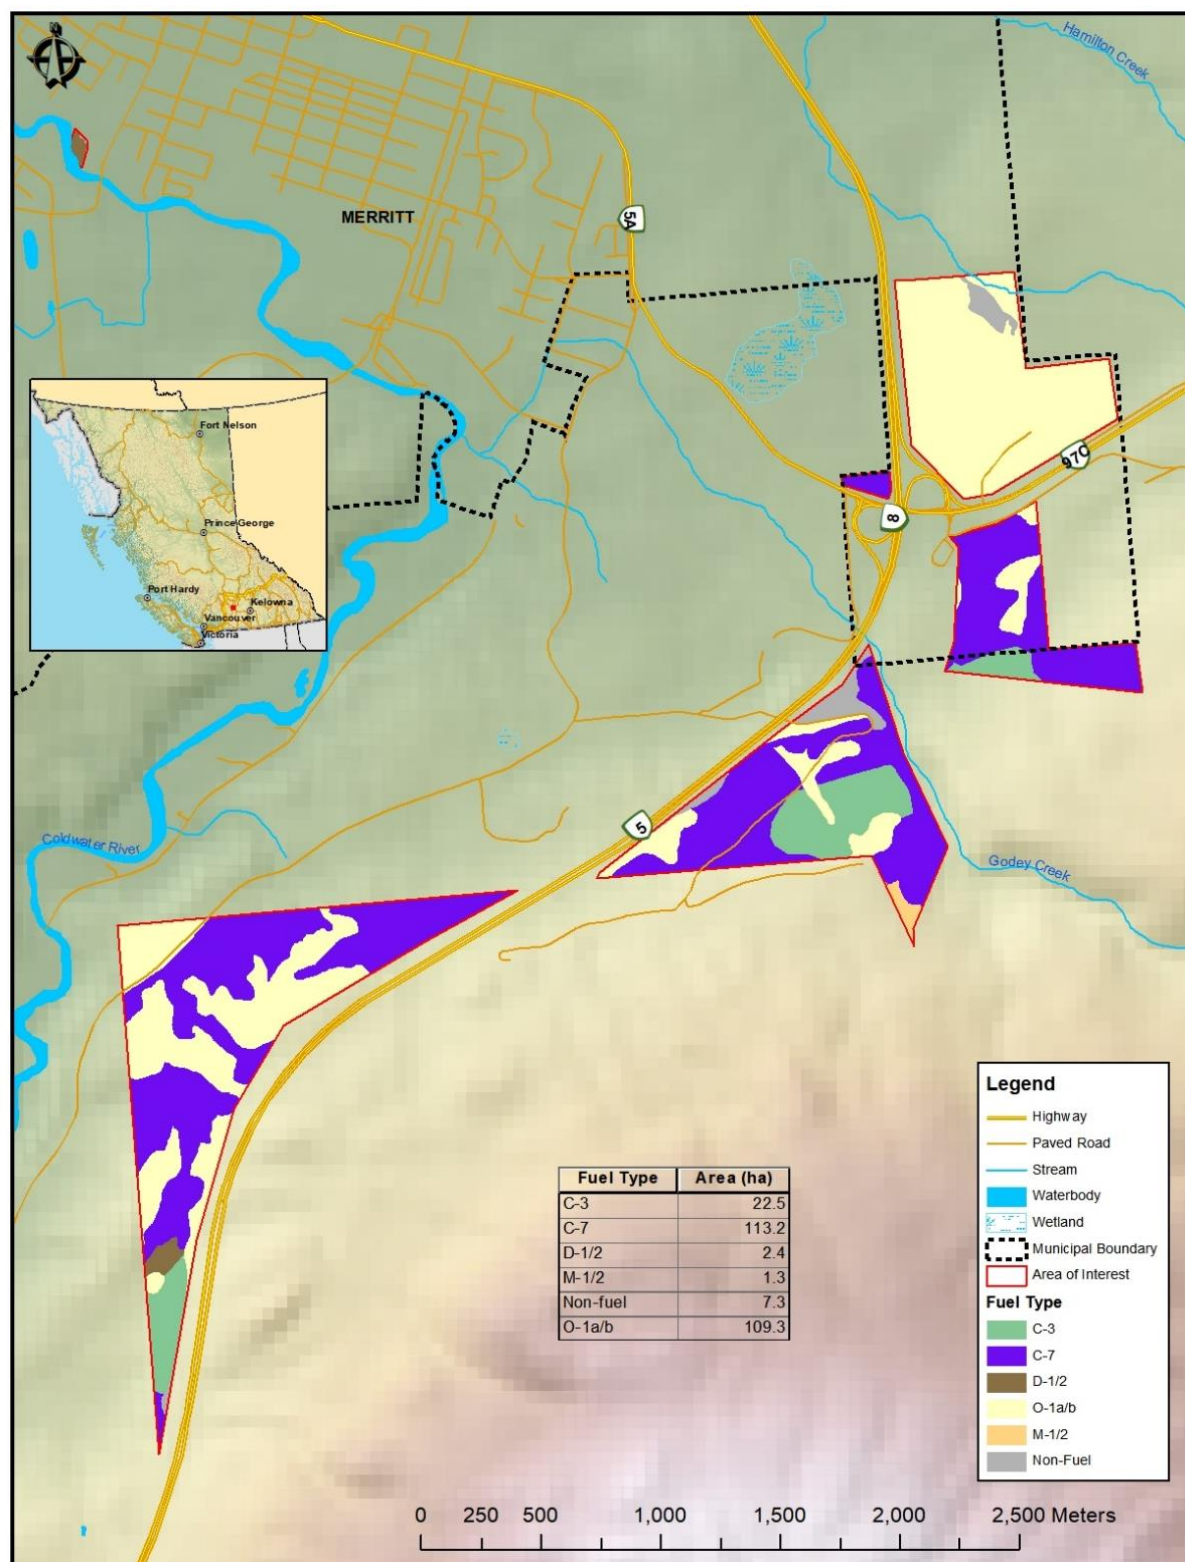 N
Hamilton Creek
MERRITT
5A
Fort Nelson
Prince George
Port Hardy
Kelowna
Vancouver
Victoria
97C
8
5
Coldwater River
Godey Creek
Fuel Type Area (ha)
C-3 22.5
C-7 113.2
D-1/2 2.4
M-1/2 1.3
Non-fuel 7.3
O-1a/b 109.3
Legend
Highway
Paved Road
Stream
Waterbody
Wetland
Municipal Boundary
Area of Interest
Fuel Type
C-3
C-7
D-1/2
O-1a/b
M-1/2
Non-Fuel
0 250 500 1,000 1,500 2,000 2,500 Meters